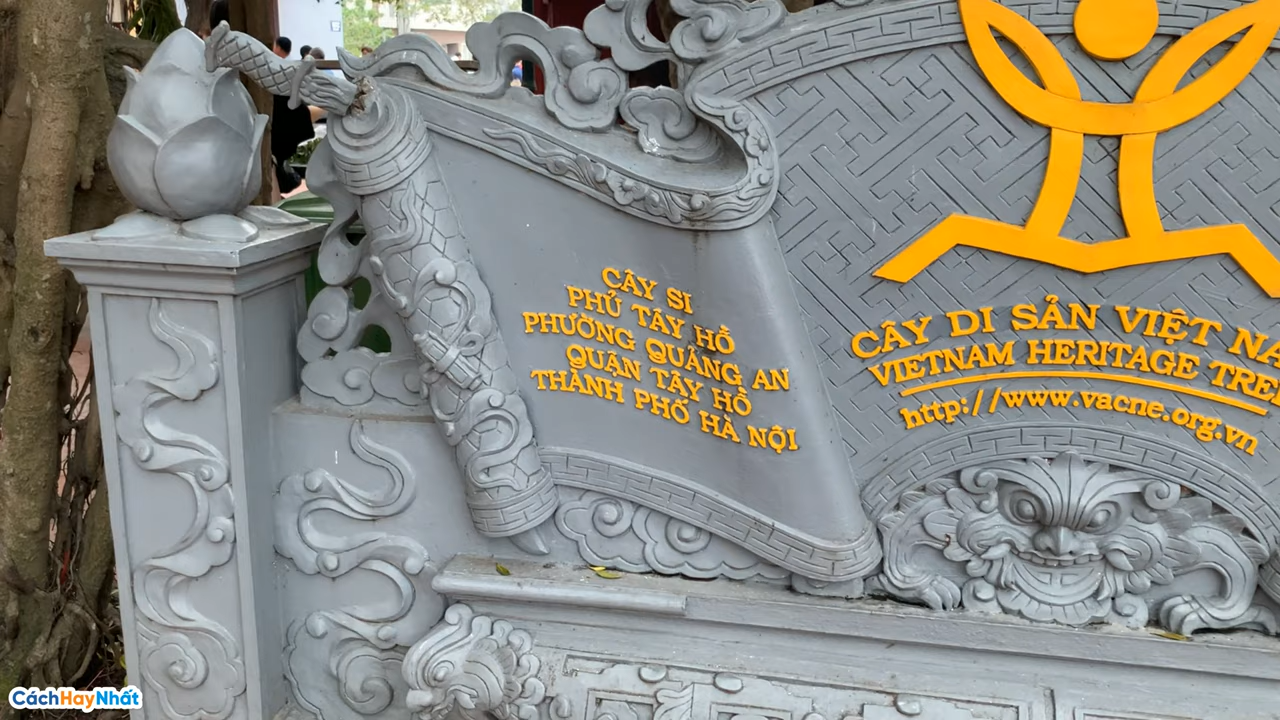 CÂY SI
PHỦ TÂY HỒ
PHƯỜNG QUẢNG AN
QUẬN TÂY HỒ
THÀNH PHỐ HÀ NỘI
CÂY DI SẢN VIỆT NA
VIETNAM HERITAGE TREE
http://www.vacne.org.vn
CáchHayNhất